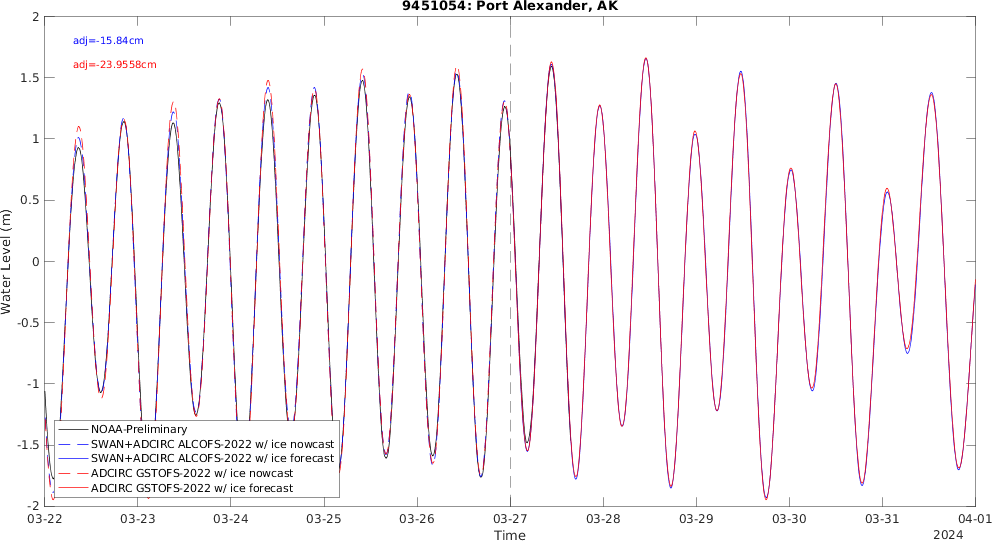 9451054: Port Alexander, AK
adj=-15.84cm
adj=-23.9558cm
Water Level (m)
2
1.5
1
0.5
0
-0.5
-1
-1.5
-2
NOAA-Preliminary
SWAN+ADCIRC ALCOFS-2022 w/ ice nowcast
SWAN+ADCIRC ALCOFS-2022 w/ ice forecast
ADCIRC GSTOFS-2022 w/ ice nowcast
ADCIRC GSTOFS-2022 w/ ice forecast
03-22 03-23 03-24 03-25 03-26 03-27 03-28 03-29 03-30 03-31 04-01
Time
2024